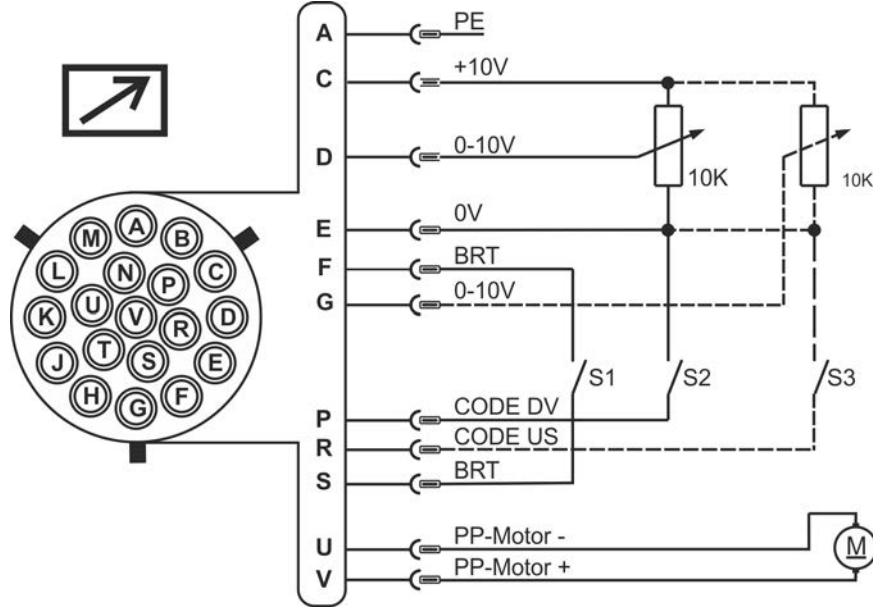 A PE
C +10V
D 0-10V
10K
10K
E 0V
F BRT
G 0-10V
S1
S2
S3
P CODE DV
R CODE US
S BRT
U PP-Motor -
V PP-Motor +
M
A
M
B
L
N
P
C
K
U
V
R
D
J
T
S
E
H
G
F